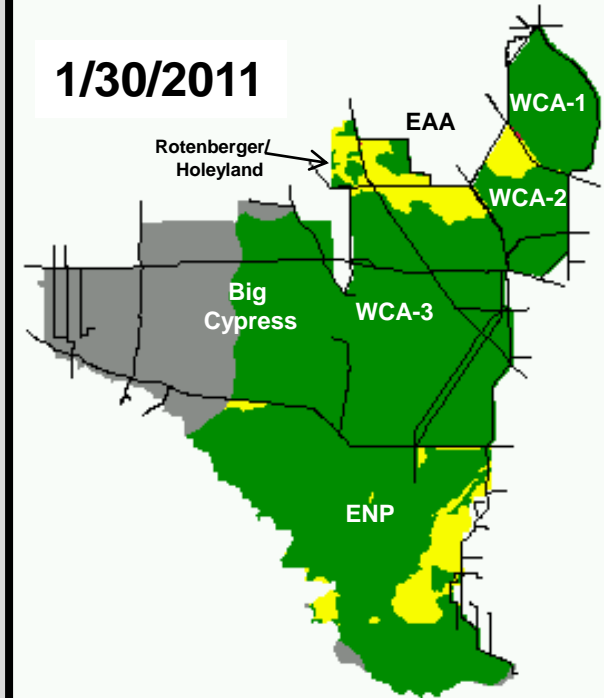 1/30/2011
WCA-1
EAA
Rotenberger/
Holeyland
WCA-2
Big
Cypress
WCA-3
ENP